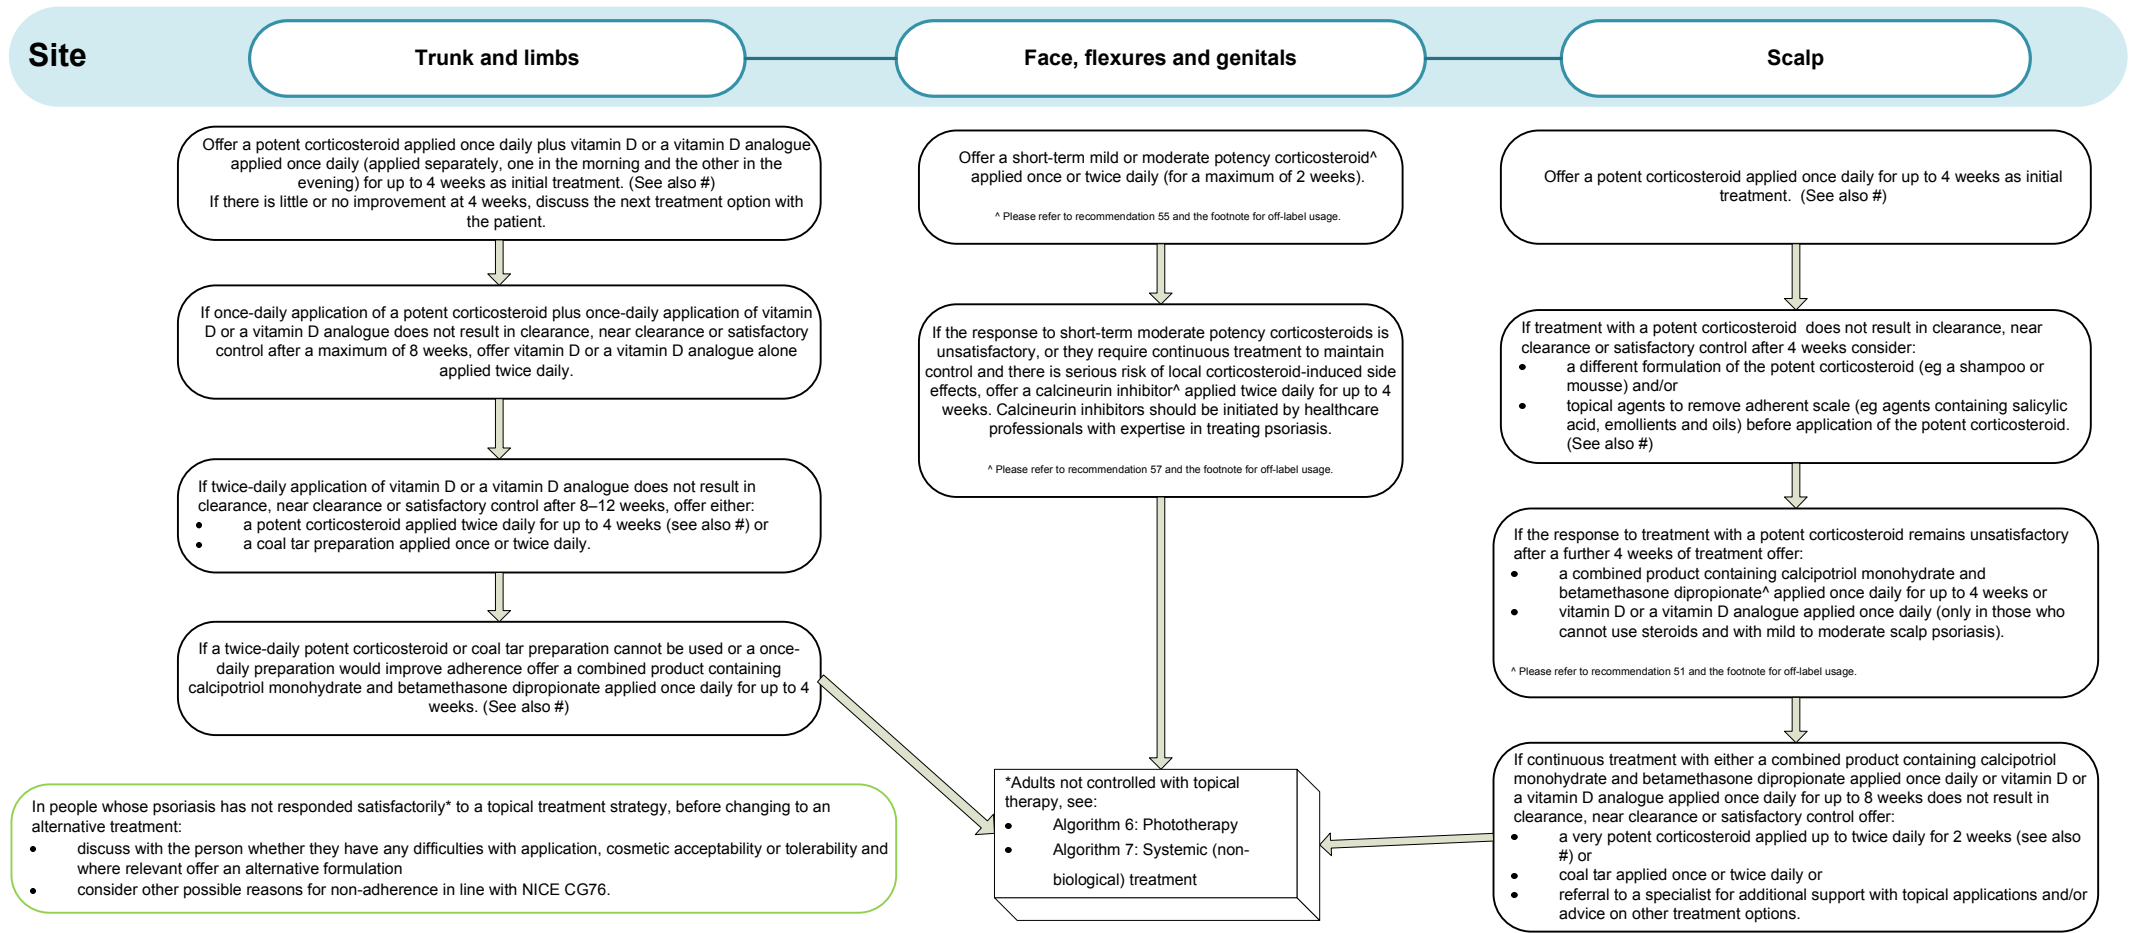 Site
Trunk and limbs
Face, flexures and genitals
Scalp
Offer a potent corticosteroid applied once daily plus vitamin D or a vitamin D analogue
applied once daily (applied separately, one in the morning and the other in the
evening) for up to 4 weeks as initial treatment. (See also #)
If there is little or no improvement at 4 weeks, discuss the next treatment option with
the patient.
If once-daily application of a potent corticosteroid plus once-daily application of vitamin
D or a vitamin D analogue does not result in clearance, near clearance or satisfactory
control after a maximum of 8 weeks, offer vitamin D or a vitamin D analogue alone
applied twice daily.
If twice-daily application of vitamin D or a vitamin D analogue does not result in
clearance, near clearance or satisfactory control after 8–12 weeks, offer either:
• a potent corticosteroid applied twice daily for up to 4 weeks (see also #) or
• a coal tar preparation applied once or twice daily.
If a twice-daily potent corticosteroid or coal tar preparation cannot be used or a once-
daily preparation would improve adherence offer a combined product containing
calcipotriol monohydrate and betamethasone dipropionate applied once daily for up to 4
weeks. (See also #)
In people whose psoriasis has not responded satisfactorily* to a topical treatment strategy, before changing to an
alternative treatment:
• discuss with the person whether they have any difficulties with application, cosmetic acceptability or tolerability and
where relevant offer an alternative formulation
• consider other possible reasons for non-adherence in line with NICE CG76.
Offer a short-term mild or moderate potency corticosteroid^
applied once or twice daily (for a maximum of 2 weeks).
^ Please refer to recommendation 55 and the footnote for off-label usage.
If the response to short-term moderate potency corticosteroids is
unsatisfactory, or they require continuous treatment to maintain
control and there is serious risk of local corticosteroid-induced side
effects, offer a calcineurin inhibitor^ applied twice daily for up to 4
weeks. Calcineurin inhibitors should be initiated by healthcare
professionals with expertise in treating psoriasis.
^ Please refer to recommendation 57 and the footnote for off-label usage.
*Adults not controlled with topical
therapy, see:
• Algorithm 6: Phototherapy
• Algorithm 7: Systemic (non-
biological) treatment
Offer a potent corticosteroid applied once daily for up to 4 weeks as initial
treatment. (See also #)
If treatment with a potent corticosteroid does not result in clearance, near
clearance or satisfactory control after 4 weeks consider:
• a different formulation of the potent corticosteroid (eg a shampoo or
mousse) and/or
• topical agents to remove adherent scale (eg agents containing salicylic
acid, emollients and oils) before application of the potent corticosteroid.
(See also #)
If the response to treatment with a potent corticosteroid remains unsatisfactory
after a further 4 weeks of treatment offer:
• a combined product containing calcipotriol monohydrate and
betamethasone dipropionate^ applied once daily for up to 4 weeks or
• vitamin D or a vitamin D analogue applied once daily (only in those who
cannot use steroids and with mild to moderate scalp psoriasis).
^ Please refer to recommendation 51 and the footnote for off-label usage.
If continuous treatment with either a combined product containing calcipotriol
monohydrate and betamethasone dipropionate applied once daily or vitamin D or
a vitamin D analogue applied once daily for up to 8 weeks does not result in
clearance, near clearance or satisfactory control offer:
• a very potent corticosteroid applied up to twice daily for 2 weeks (see also
#) or
• coal tar applied once or twice daily or
• referral to a specialist for additional support with topical applications and/or
advice on other treatment options.